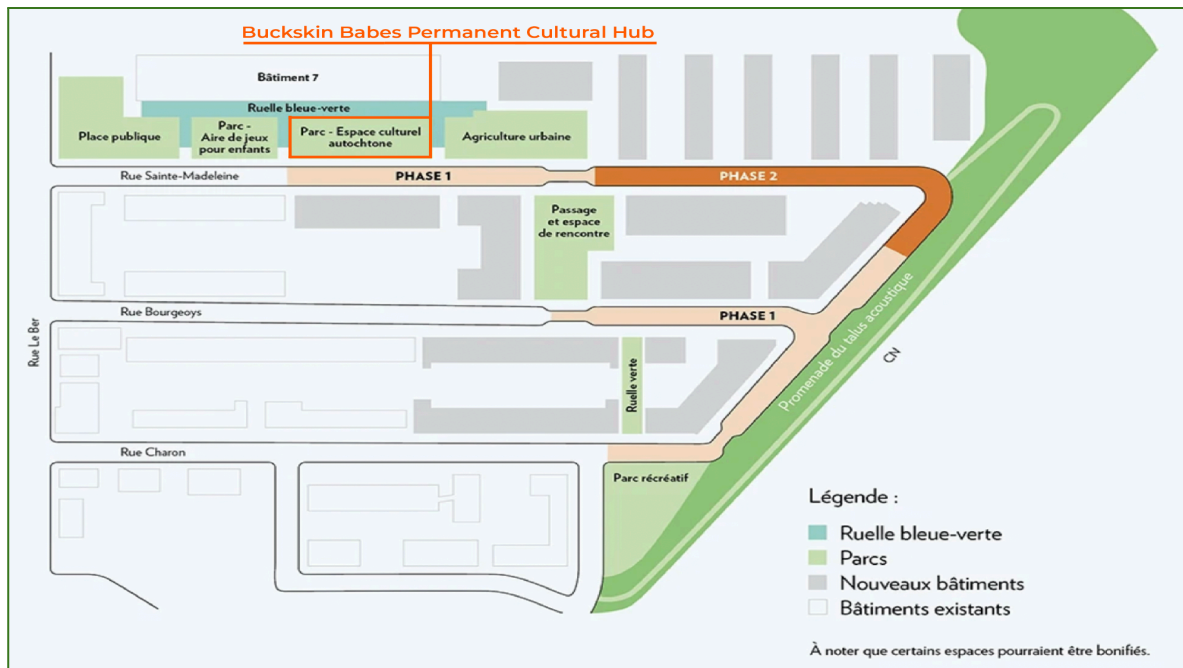 Buckskin Babes Permanent Cultural Hub
Bâtiment 7
Ruelle bleue-verte
Place publique
Parc -
Aire de jeux
pour enfants
Parc - Espace culturel
autochtone
Agriculture urbaine
Rue Sainte-Madeleine
PHASE 1
PHASE 2
Passage
et espace
de rencontre
Rue Bourgeoys
PHASE 1
Rue Le Ber
Ruelle verte
Promenade du talus acoustique
CN
Rue Charon
Parc récréatif
Légende :
Ruelle bleue-verte
Parcs
Nouveaux bâtiments
Bâtiments existants
À noter que certains espaces pourraient être bonifiés.